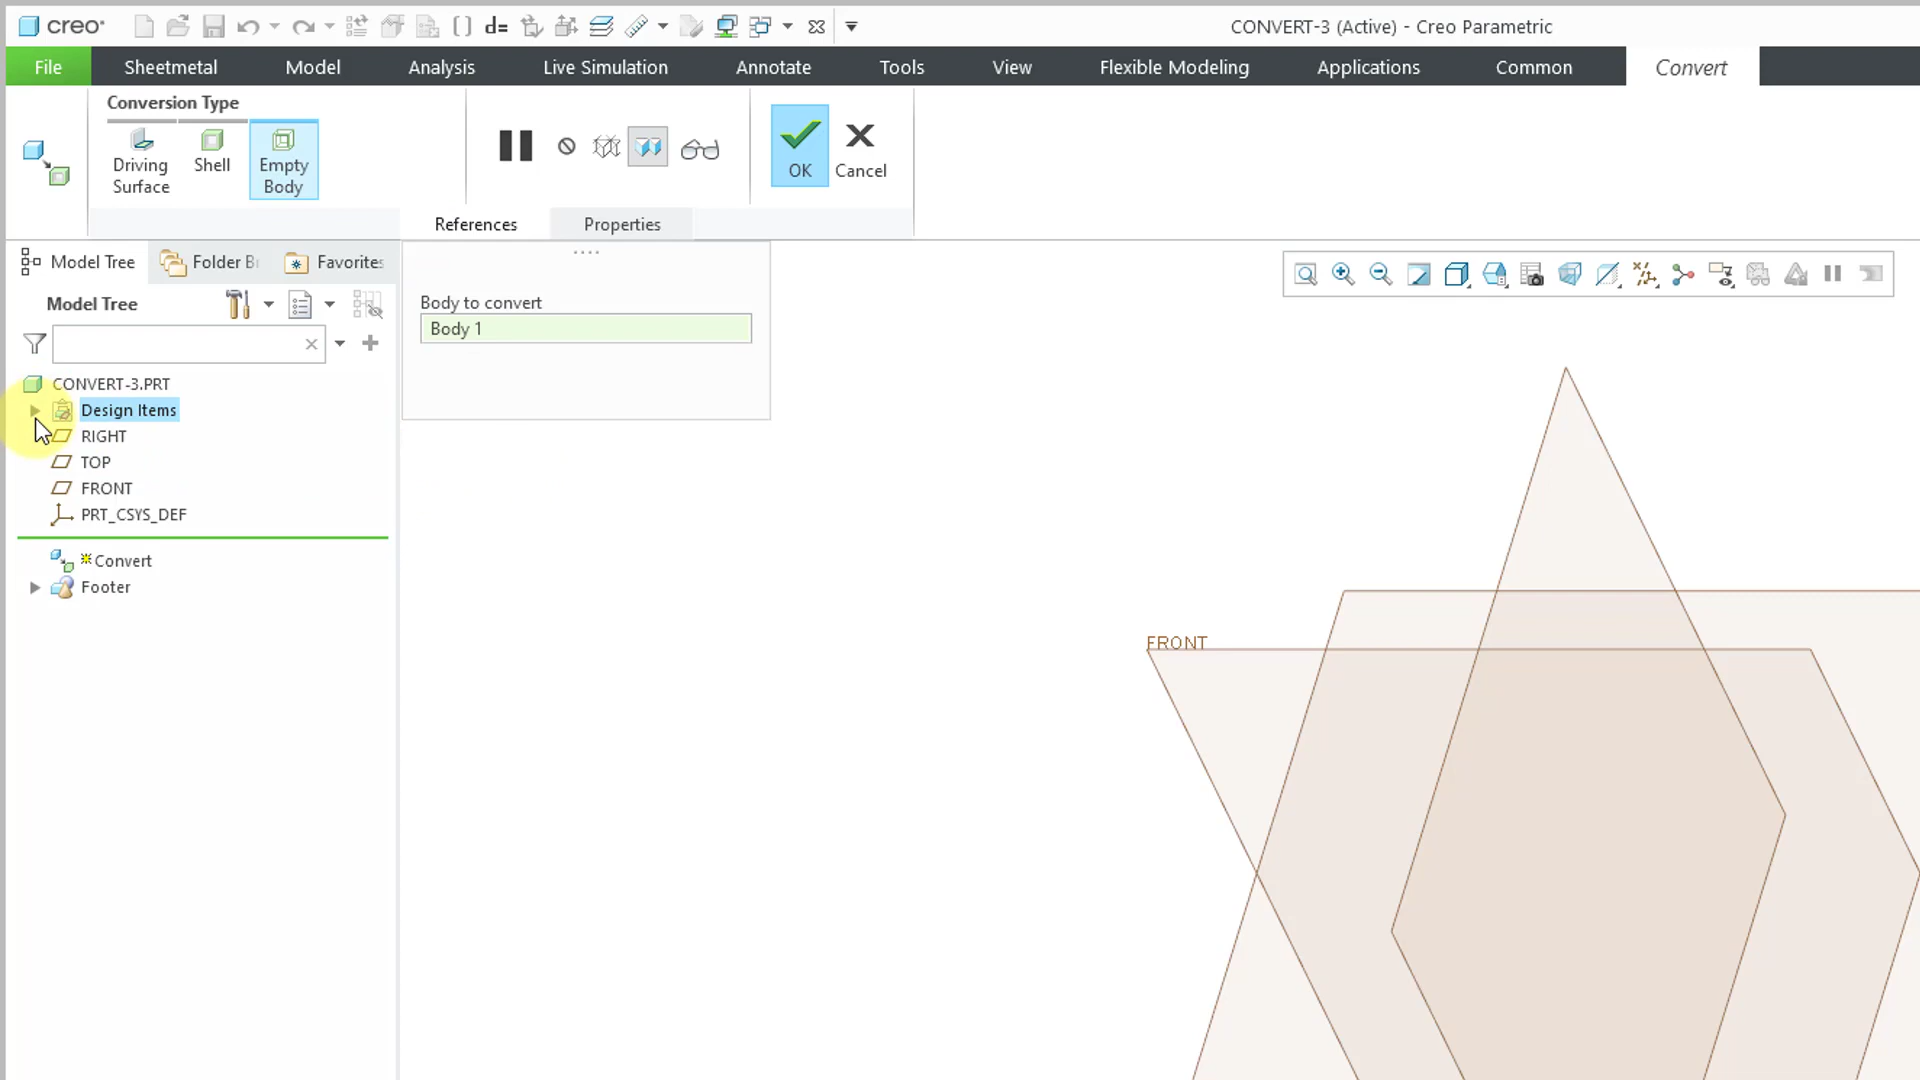 creo
d=
CONVERT-3 (Active) - Creo Parametric
File
Sheetmetal
Model
Analysis
Live Simulation
Annotate
Tools
View
Flexible Modeling
Applications
Common
Convert
Conversion Type
Driving Surface
Shell
Empty Body
OK
Cancel
References
Properties
Model Tree
Folder B
Favorites
Model Tree
Body to convert
Body 1
CONVERT-3.PRT
Design Items
RIGHT
TOP
FRONT
PRT_CSYS_DEF
Convert
Footer
FRONT